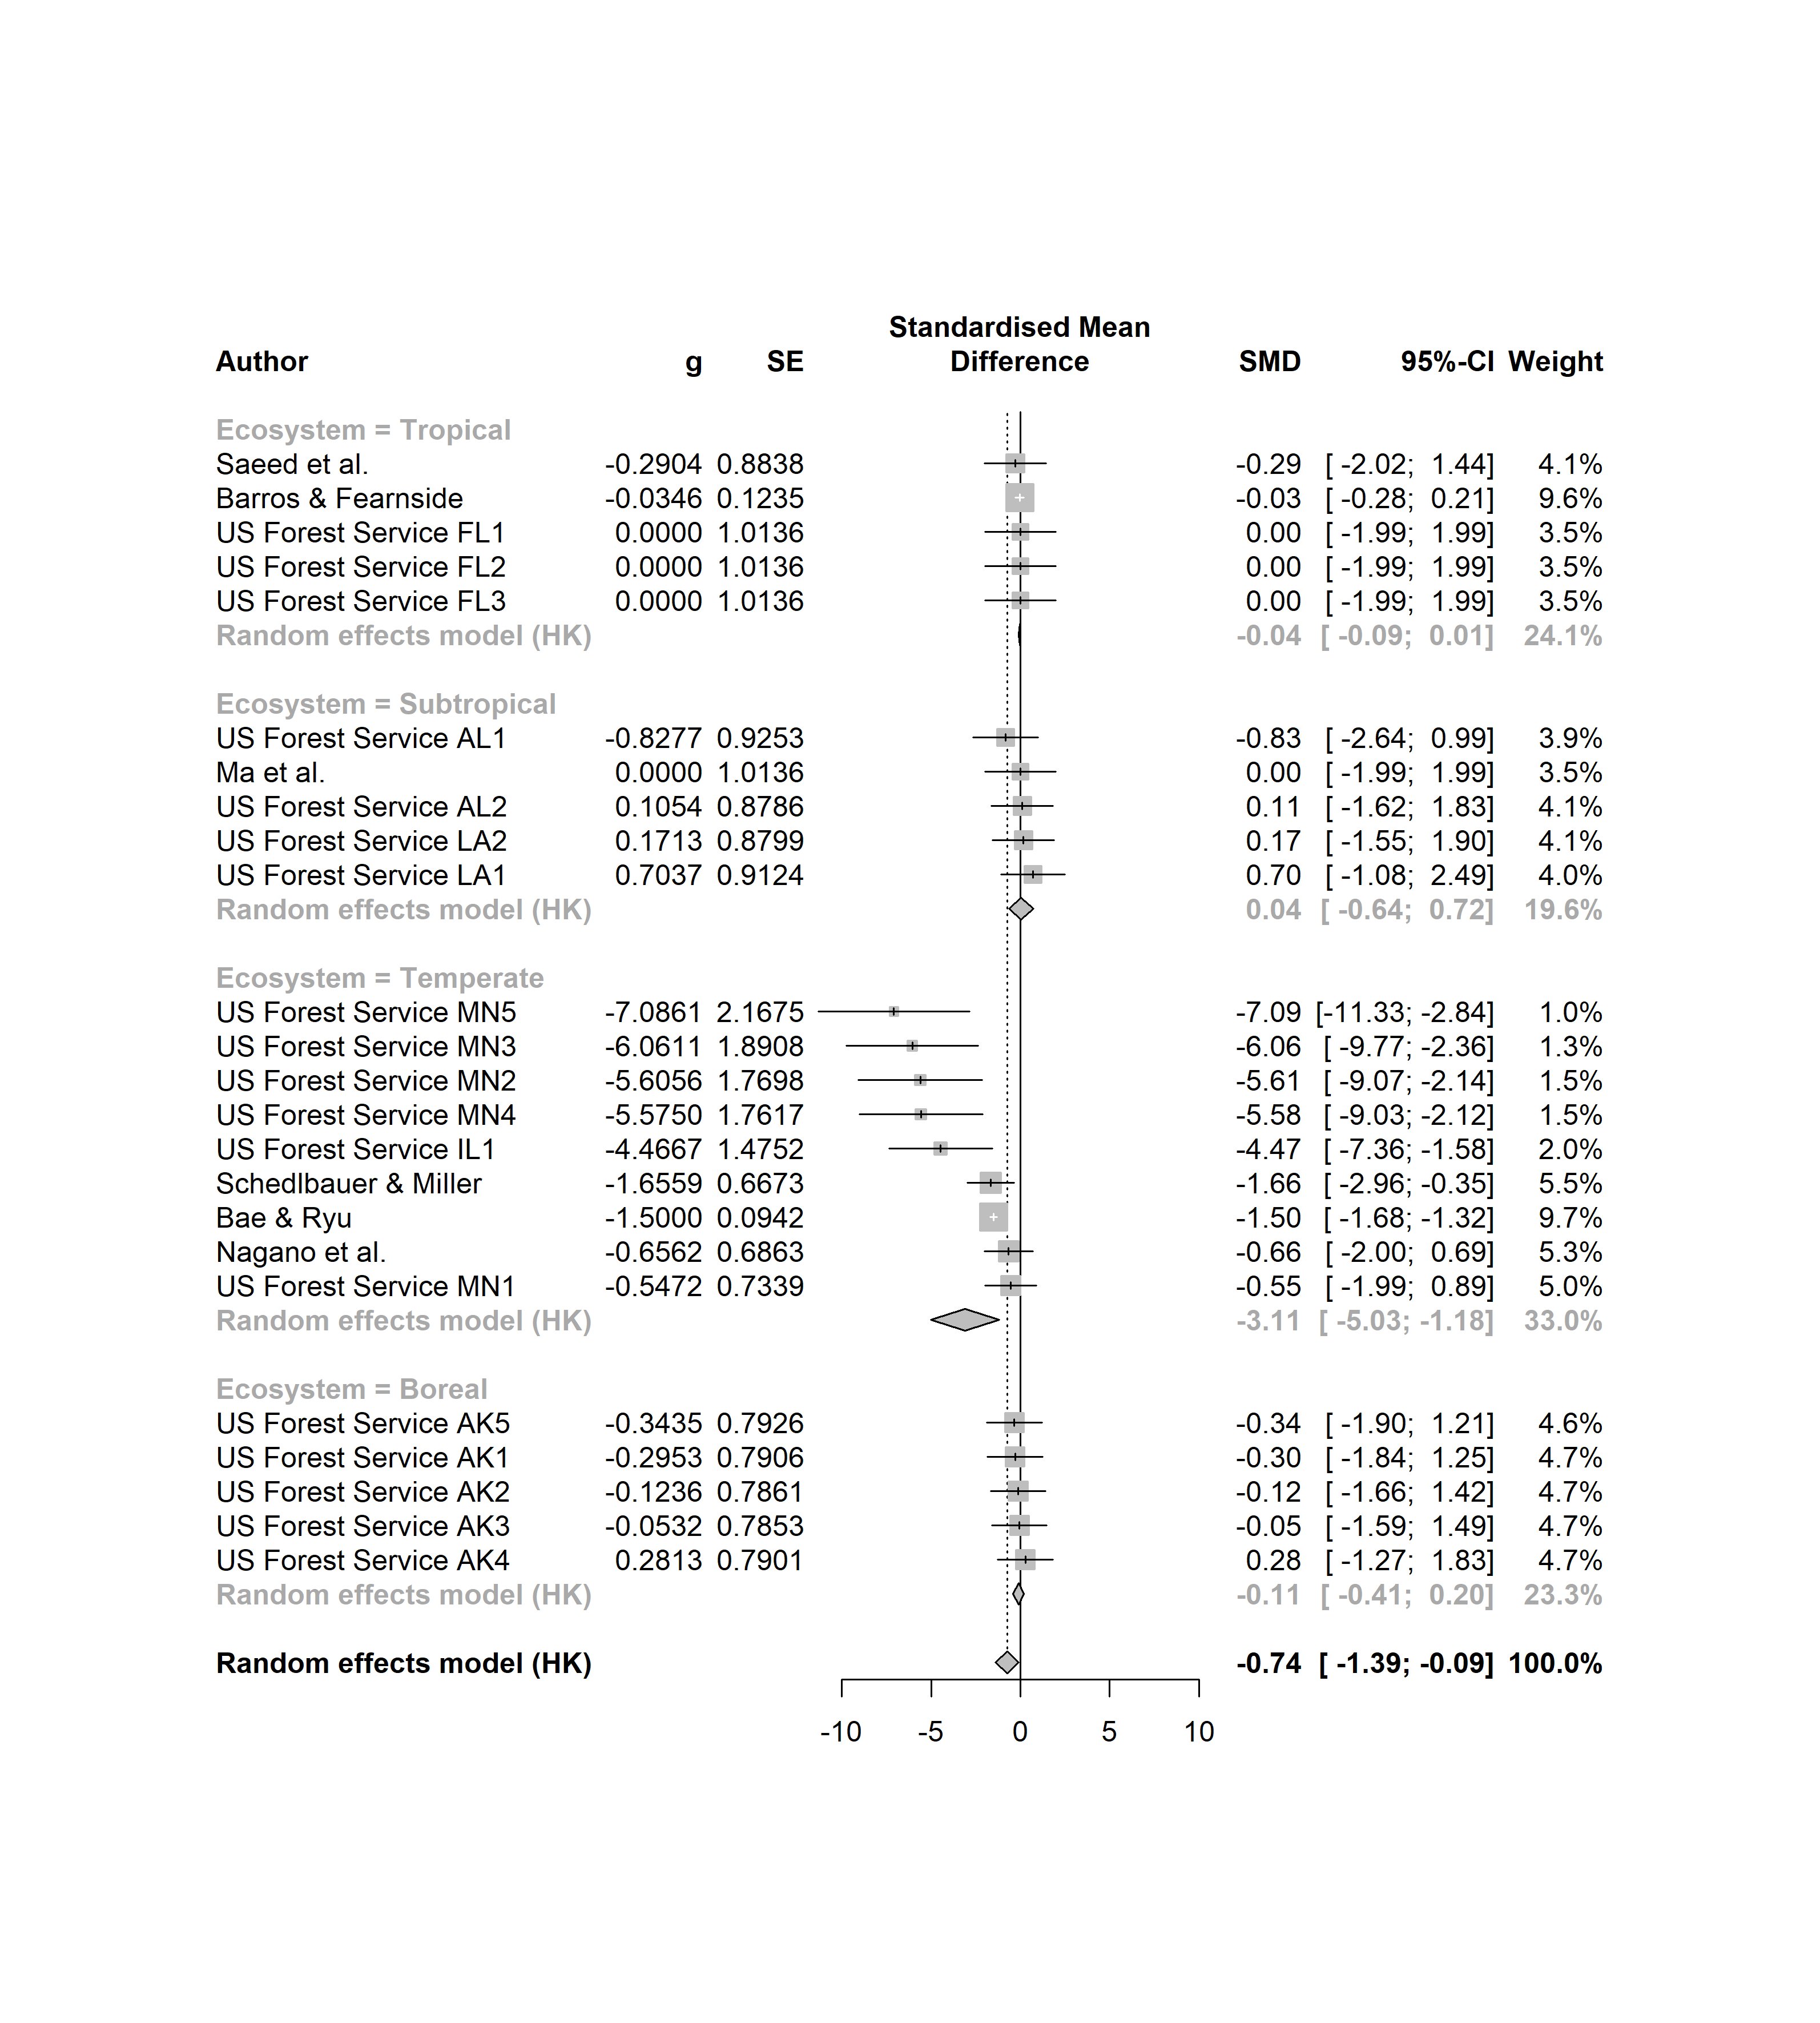 Standardised Mean
Author g SE Difference SMD 95%-CI Weight
Ecosystem = Tropical
Saeed et al. -0.2904 0.8838 -0.29 [ -2.02; 1.44] 4.1%
Barros & Fearnside -0.0346 0.1235 -0.03 [ -0.28; 0.21] 9.6%
US Forest Service FL1 0.0000 1.0136 0.00 [ -1.99; 1.99] 3.5%
US Forest Service FL2 0.0000 1.0136 0.00 [ -1.99; 1.99] 3.5%
US Forest Service FL3 0.0000 1.0136 0.00 [ -1.99; 1.99] 3.5%
Random effects model (HK) -0.04 [ -0.09; 0.01] 24.1%
Ecosystem = Subtropical
US Forest Service AL1 -0.8277 0.9253 -0.83 [ -2.64; 0.99] 3.9%
Ma et al. 0.0000 1.0136 0.00 [ -1.99; 1.99] 3.5%
US Forest Service AL2 0.1054 0.8786 0.11 [ -1.62; 1.83] 4.1%
US Forest Service LA2 0.1713 0.8799 0.17 [ -1.55; 1.90] 4.1%
US Forest Service LA1 0.7037 0.9124 0.70 [ -1.08; 2.49] 4.0%
Random effects model (HK) 0.04 [ -0.64; 0.72] 19.6%
Ecosystem = Temperate
US Forest Service MN5 -7.0861 2.1675 -7.09 [-11.33; -2.84] 1.0%
US Forest Service MN3 -6.0611 1.8908 -6.06 [ -9.77; -2.36] 1.3%
US Forest Service MN2 -5.6056 1.7698 -5.61 [ -9.07; -2.14] 1.5%
US Forest Service MN4 -5.5750 1.7617 -5.58 [ -9.03; -2.12] 1.5%
US Forest Service IL1 -4.4667 1.4752 -4.47 [ -7.36; -1.58] 2.0%
Schedlbauer & Miller -1.6559 0.6673 -1.66 [ -2.96; -0.35] 5.5%
Bae & Ryu -1.5000 0.0942 -1.50 [ -1.68; -1.32] 9.7%
Nagano et al. -0.6562 0.6863 -0.66 [ -2.00; 0.69] 5.3%
US Forest Service MN1 -0.5472 0.7339 -0.55 [ -1.99; 0.89] 5.0%
Random effects model (HK) -3.11 [ -5.03; -1.18] 33.0%
Ecosystem = Boreal
US Forest Service AK5 -0.3435 0.7926 -0.34 [ -1.90; 1.21] 4.6%
US Forest Service AK1 -0.2953 0.7906 -0.30 [ -1.84; 1.25] 4.7%
US Forest Service AK2 -0.1236 0.7861 -0.12 [ -1.66; 1.42] 4.7%
US Forest Service AK3 -0.0532 0.7853 -0.05 [ -1.59; 1.49] 4.7%
US Forest Service AK4 0.2813 0.7901 0.28 [ -1.27; 1.83] 4.7%
Random effects model (HK) -0.11 [ -0.41; 0.20] 23.3%
Random effects model (HK) -0.74 [ -1.39; -0.09] 100.0%
-10 -5 0 5 10